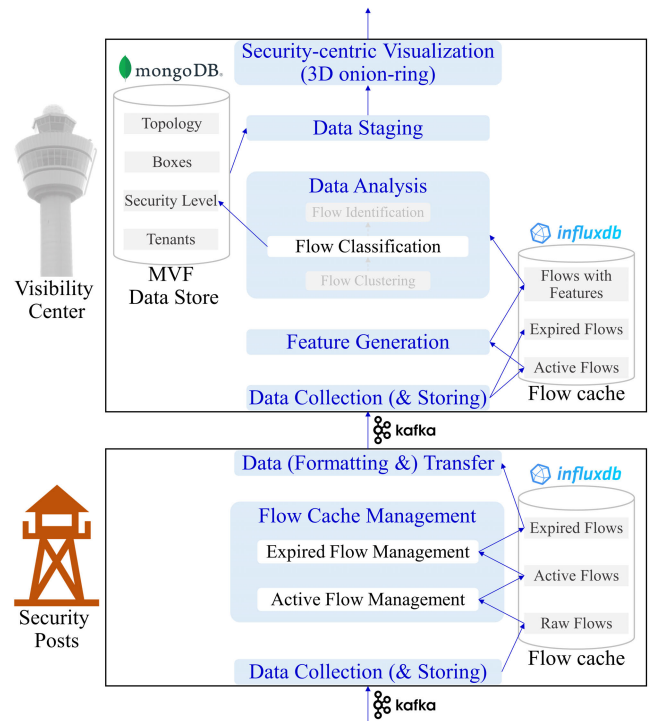 Security-centric Visualization
(3D onion-ring)
mongoDB®
Topology
Boxes
Security Level
Tenants
MVF
Data Store
Data Staging
Data Analysis
Flow Identification
Flow Classification
Flow Clustering
Feature Generation
Data Collection (& Storing)
influxdb
Flows with
Features
Expired Flows
Active Flows
Flow cache
Visibility
Center
kafka
Data (Formatting &) Transfer
Flow Cache Management
Expired Flow Management
Active Flow Management
Data Collection (& Storing)
influxdb
Expired Flows
Active Flows
Raw Flows
Flow cache
Security
Posts
kafka